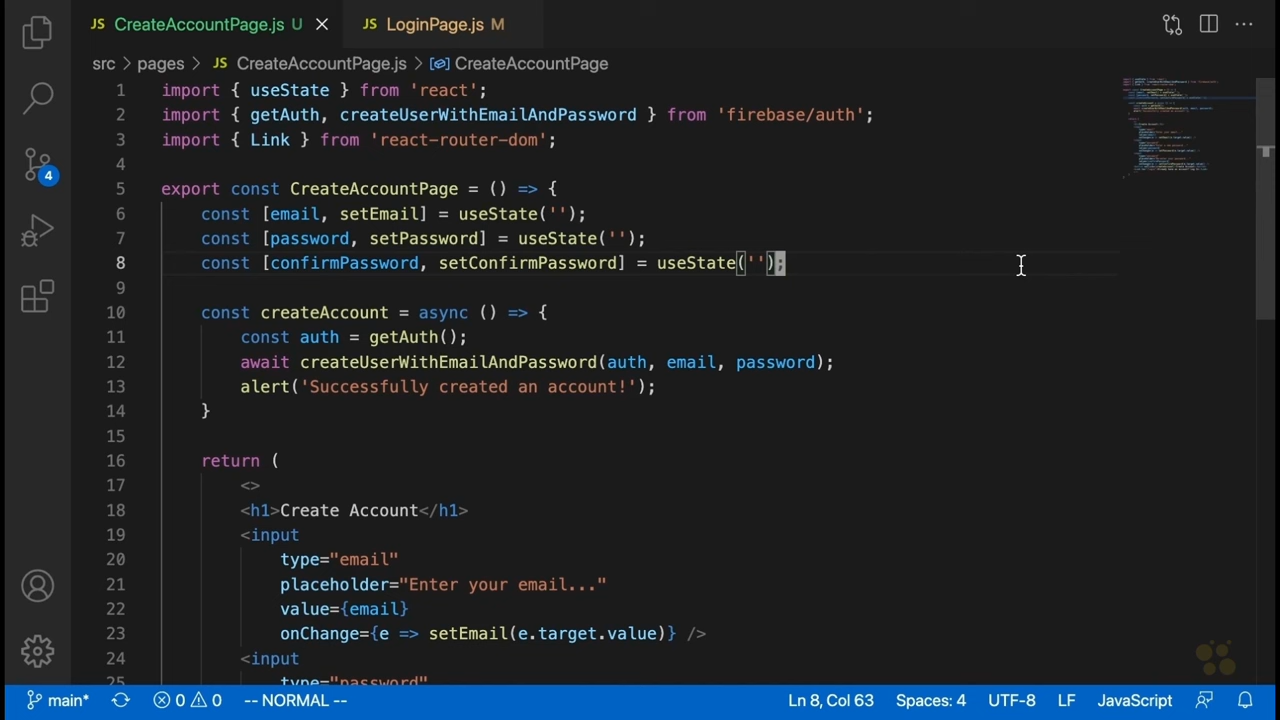 JS CreateAccountPage.js U JS LoginPage.js M
src > pages > JS CreateAccountPage.js > CreateAccountPage
1 import { useState } from 'react';
2 import { getAuth, createUserWithEmailAndPassword } from 'firebase/auth';
3 import { Link } from 'react-router-dom';
4
5 export const CreateAccountPage = () => {
6 const [email, setEmail] = useState('');
7 const [password, setPassword] = useState('');
8 const [confirmPassword, setConfirmPassword] = useState('');
9
10 const createAccount = async () => {
11 const auth = getAuth();
12 await createUserWithEmailAndPassword(auth, email, password);
13 alert('Successfully created an account!');
14 }
15
16 return (
17 <>
18 <h1>Create Account</h1>
19 <input
20 type="email"
21 placeholder="Enter your email..."
22 value={email}
23 onChange={e => setEmail(e.target.value)} />
24 <input
25 type="password"
4
main* 0 0 -- NORMAL -- Ln 8, Col 63 Spaces: 4 UTF-8 LF JavaScript